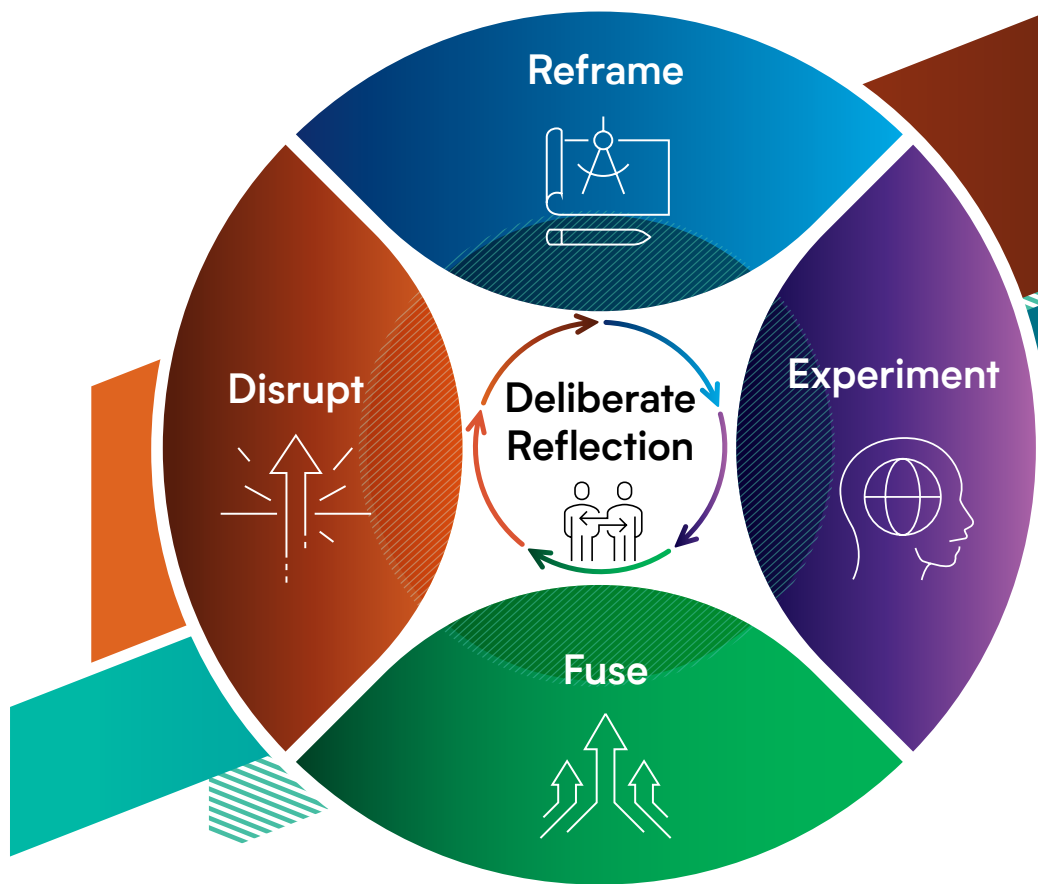 Reframe
Disrupt
Experiment
Deliberate
Reflection
Fuse